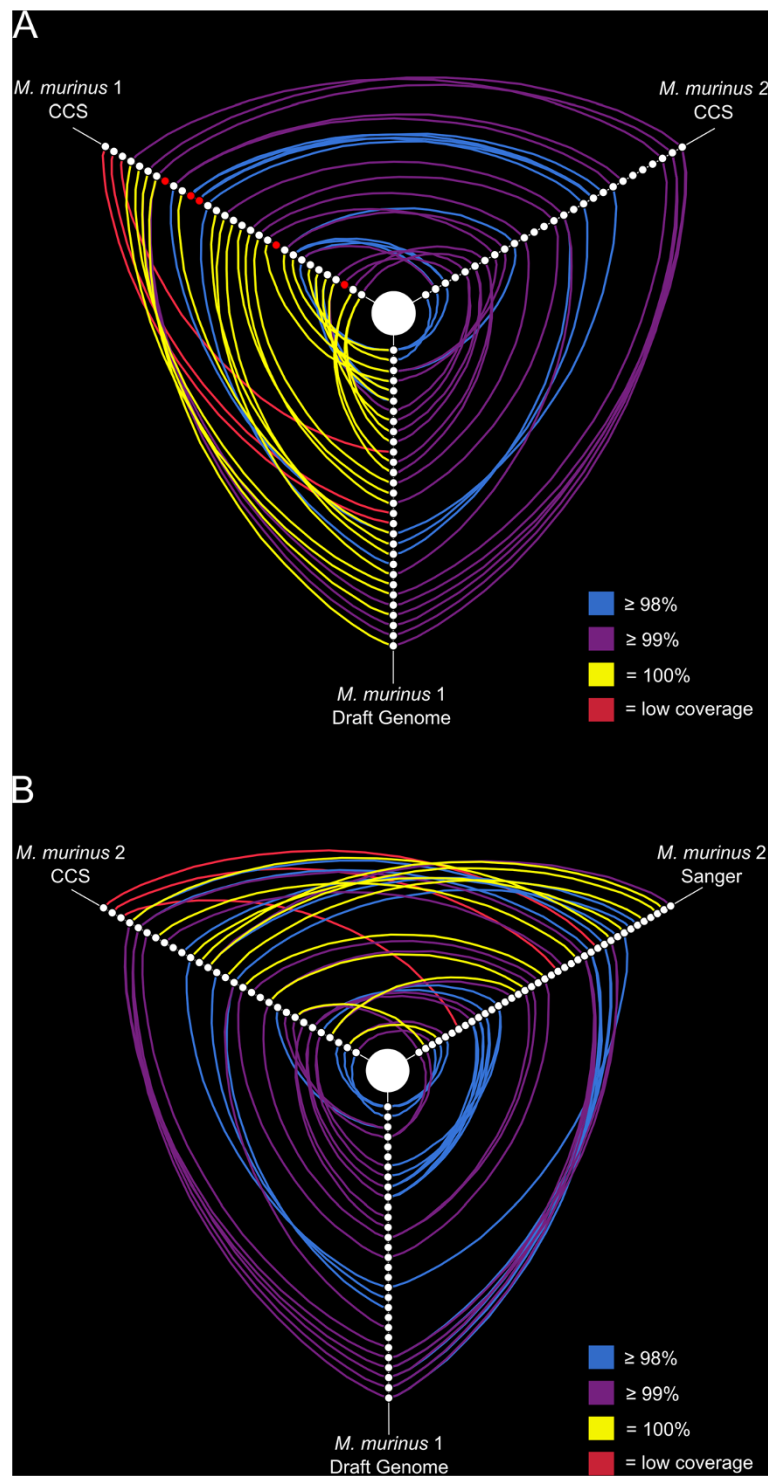 A
M. murinus 1
CCS
M. murinus 2
CCS
≥ 98%
≥ 99%
= 100%
= low coverage
M. murinus 1
Draft Genome
B
M. murinus 2
CCS
M. murinus 2
Sanger
≥ 98%
≥ 99%
= 100%
= low coverage
M. murinus 1
Draft Genome